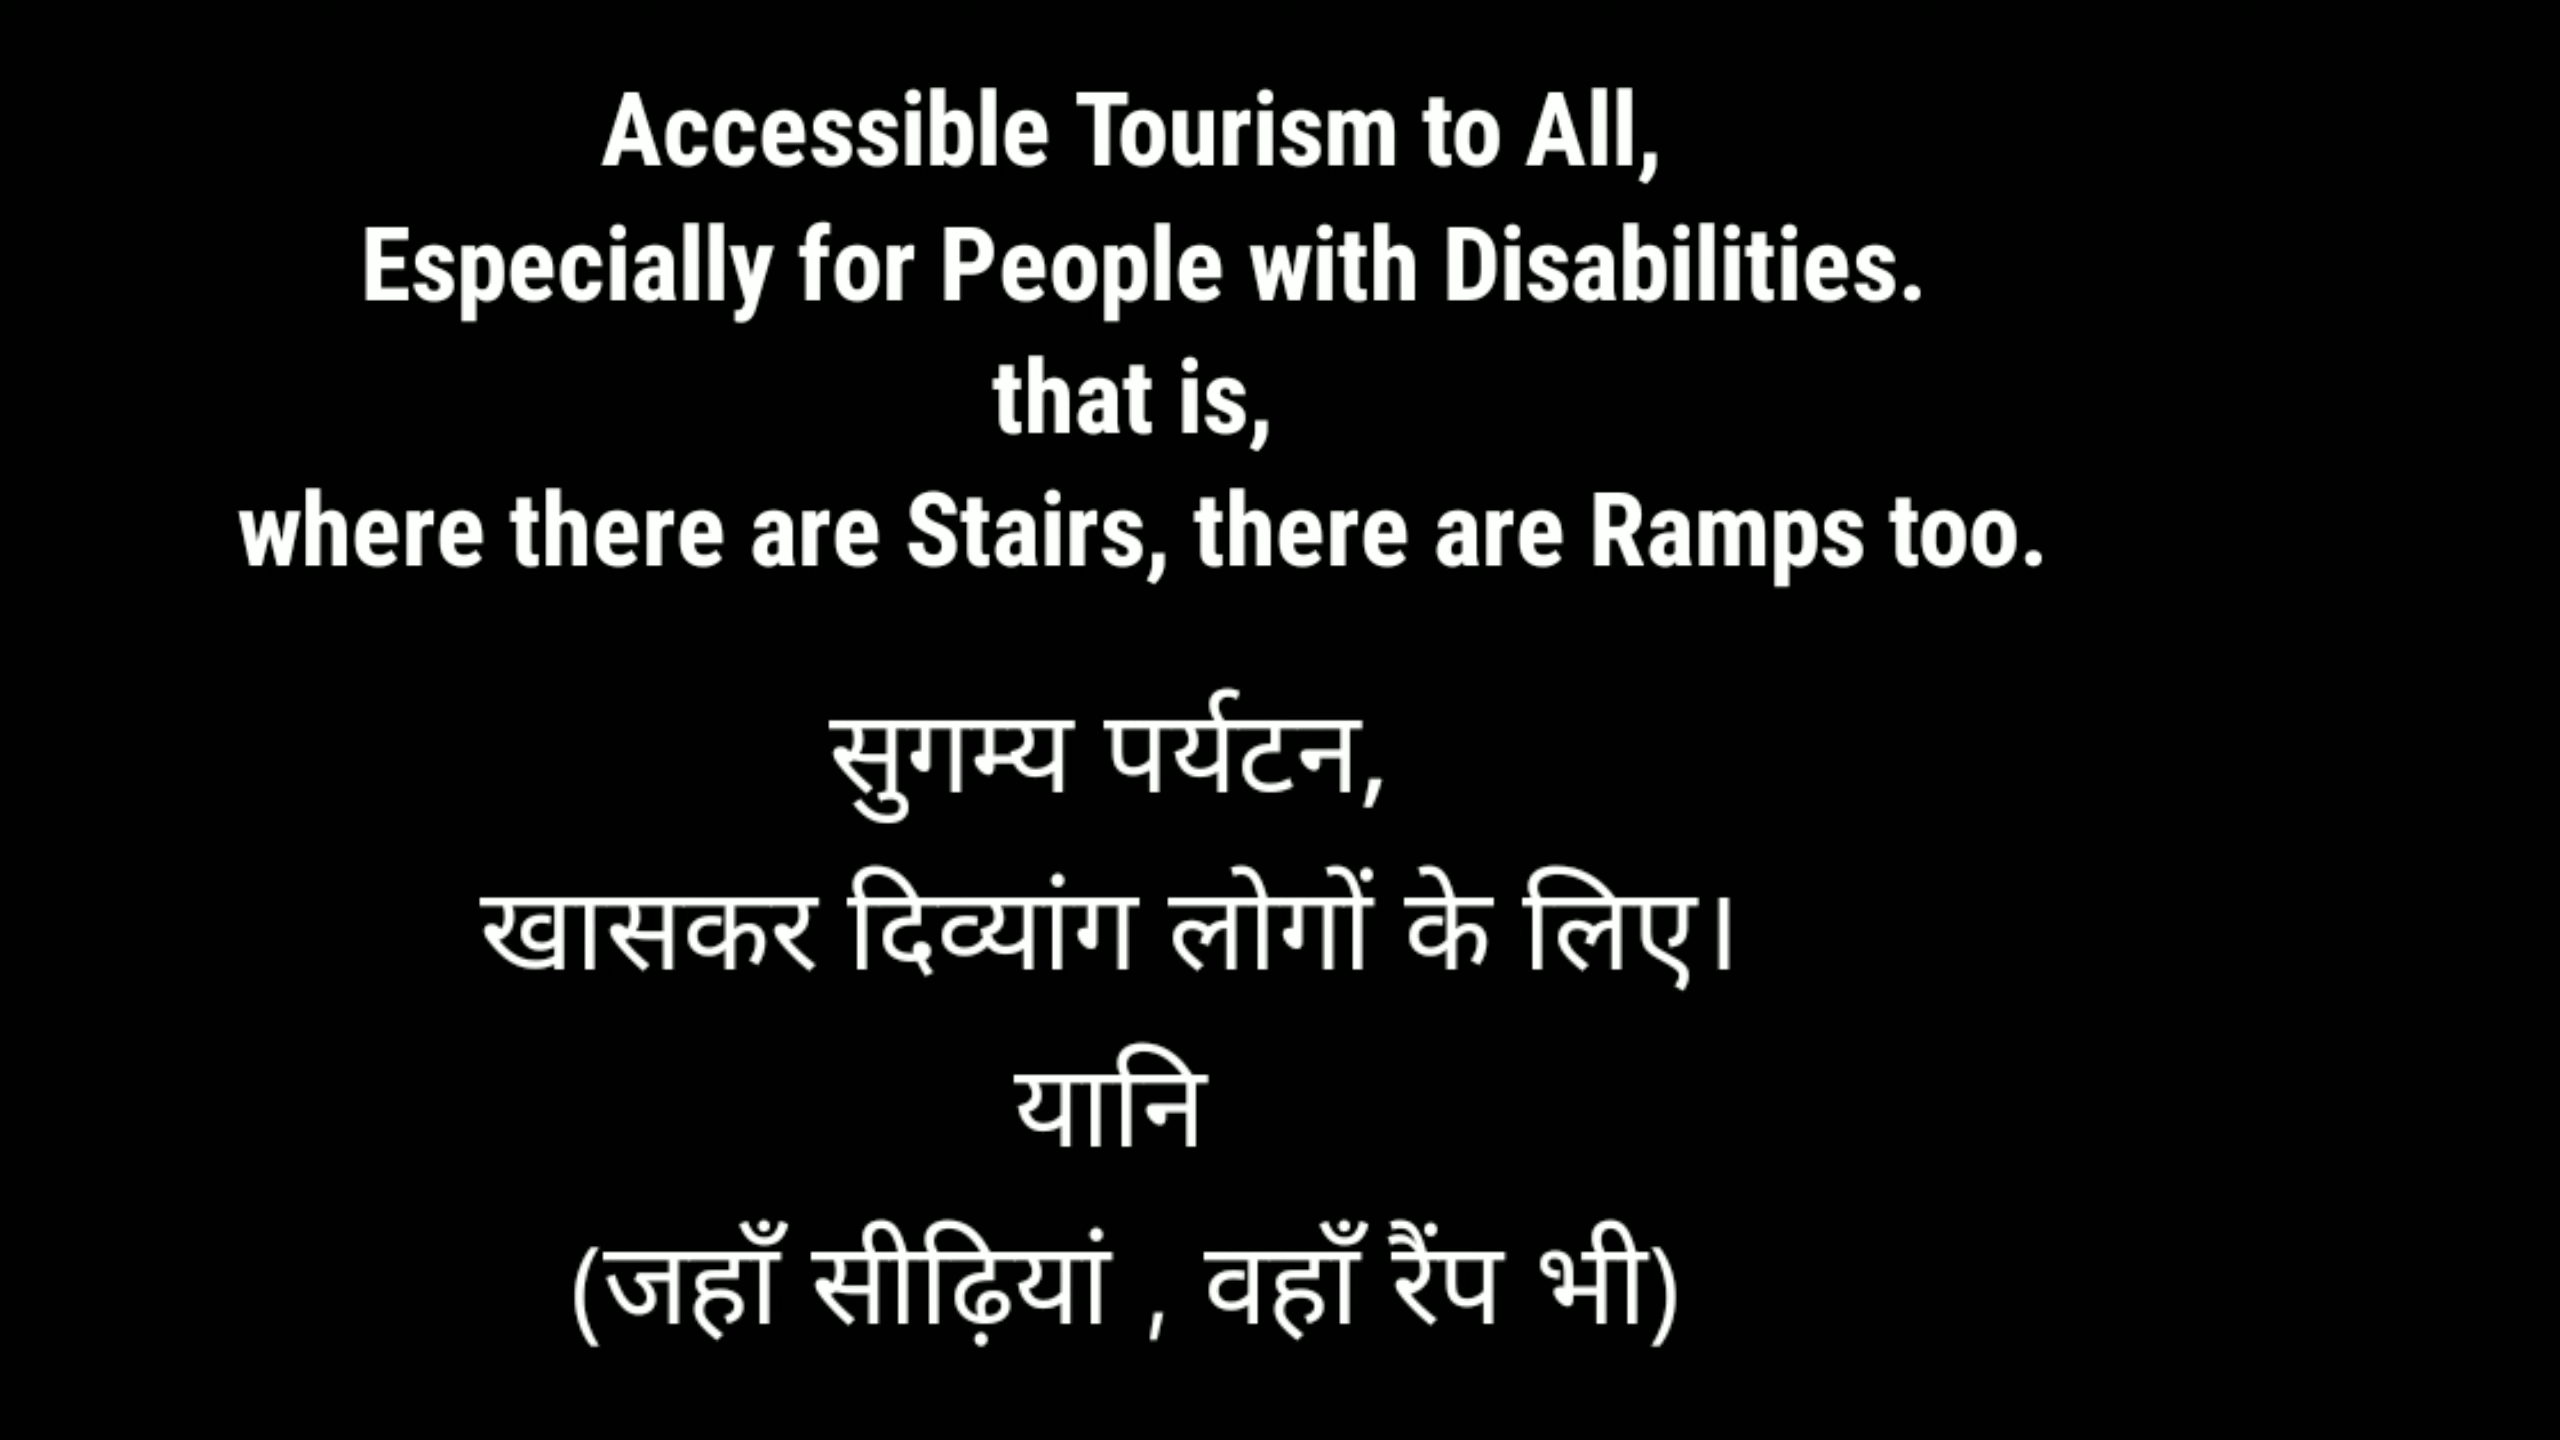 Accessible Tourism to All,
Especially for People with Disabilities.
that is,
where there are Stairs, there are Ramps too.
सुगम्य पर्यटन,
खासकर दिव्यांग लोगों के लिए।
यानि
(जहाँ सीढ़ियां , वहाँ रैंप भी)